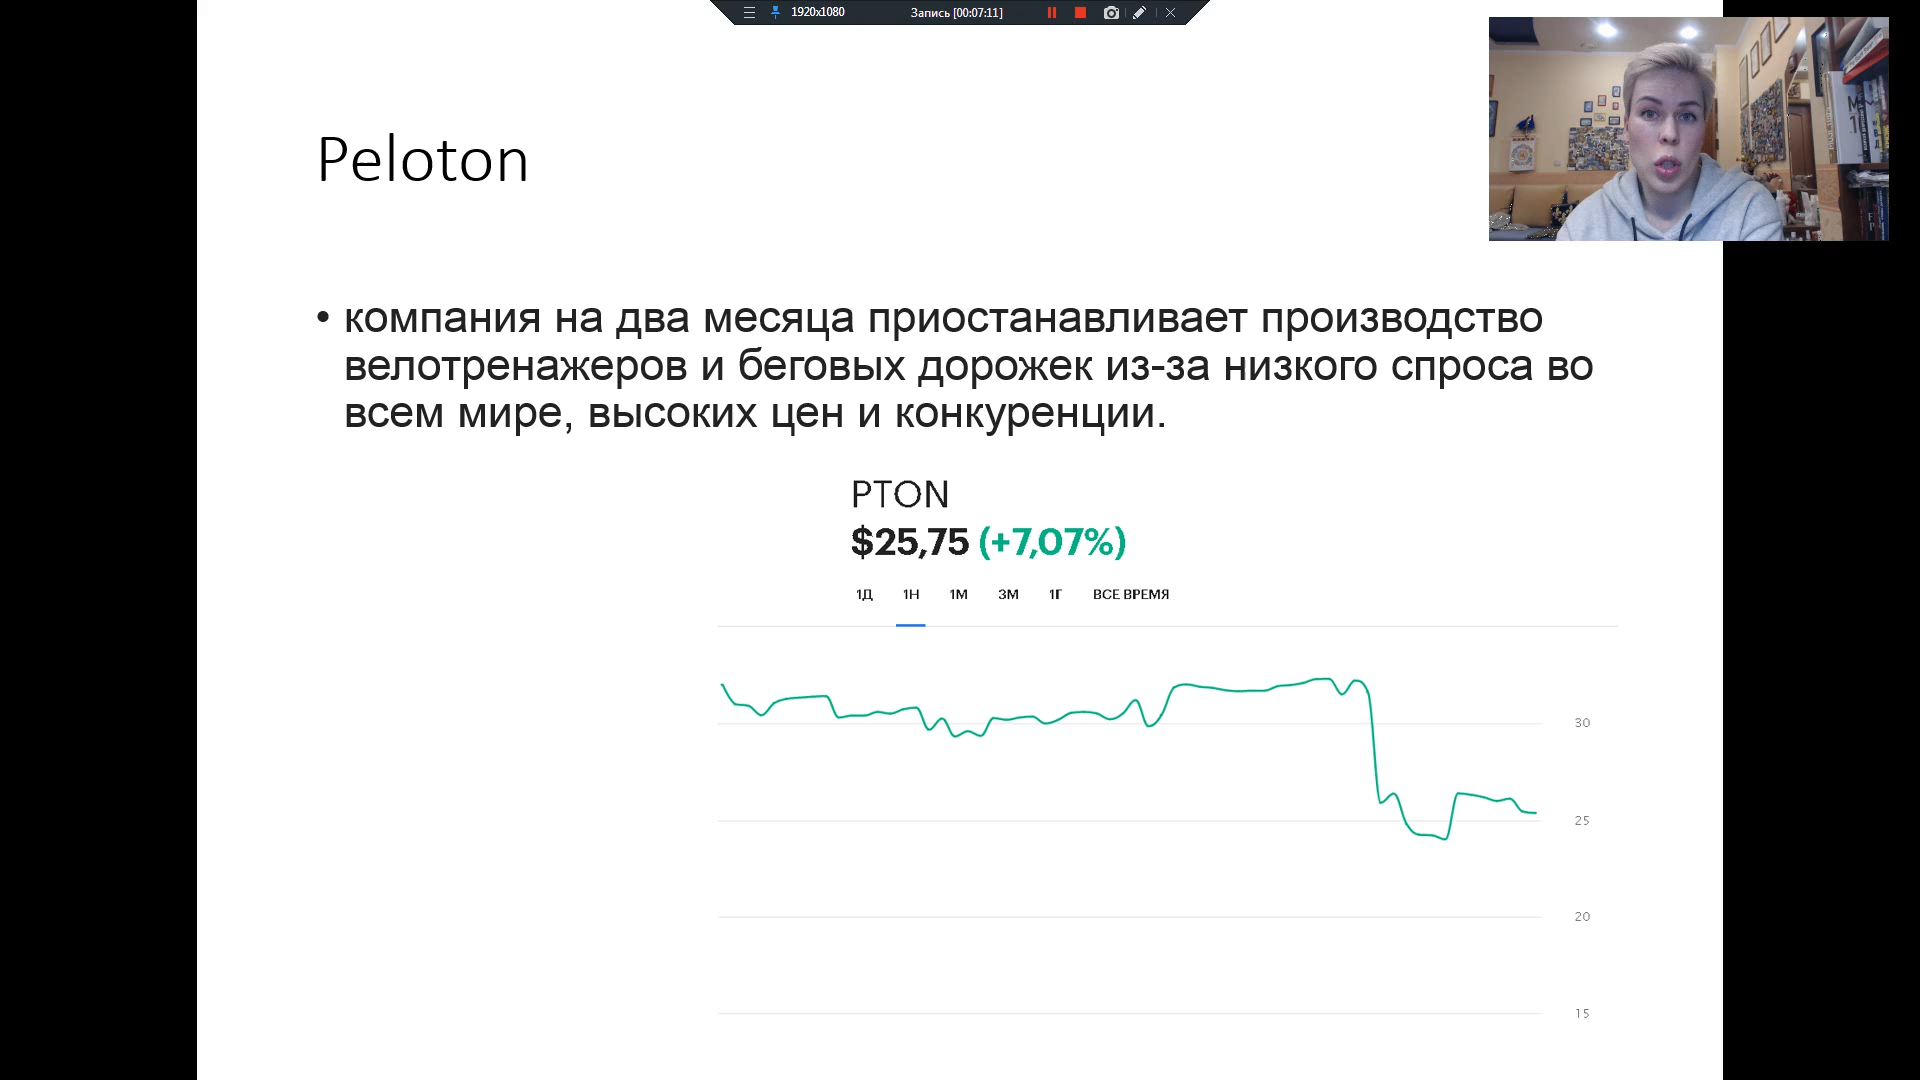 1920x1080 Запись [00:07:11]
Peloton
• компания на два месяца приостанавливает производство
велотренажеров и беговых дорожек из-за низкого спроса во
всем мире, высоких цен и конкуренции.
PTON
$25,75 (+7,07%)
1Д 1Н 1М 3М 1Г ВСЕ ВРЕМЯ
30
25
20
15